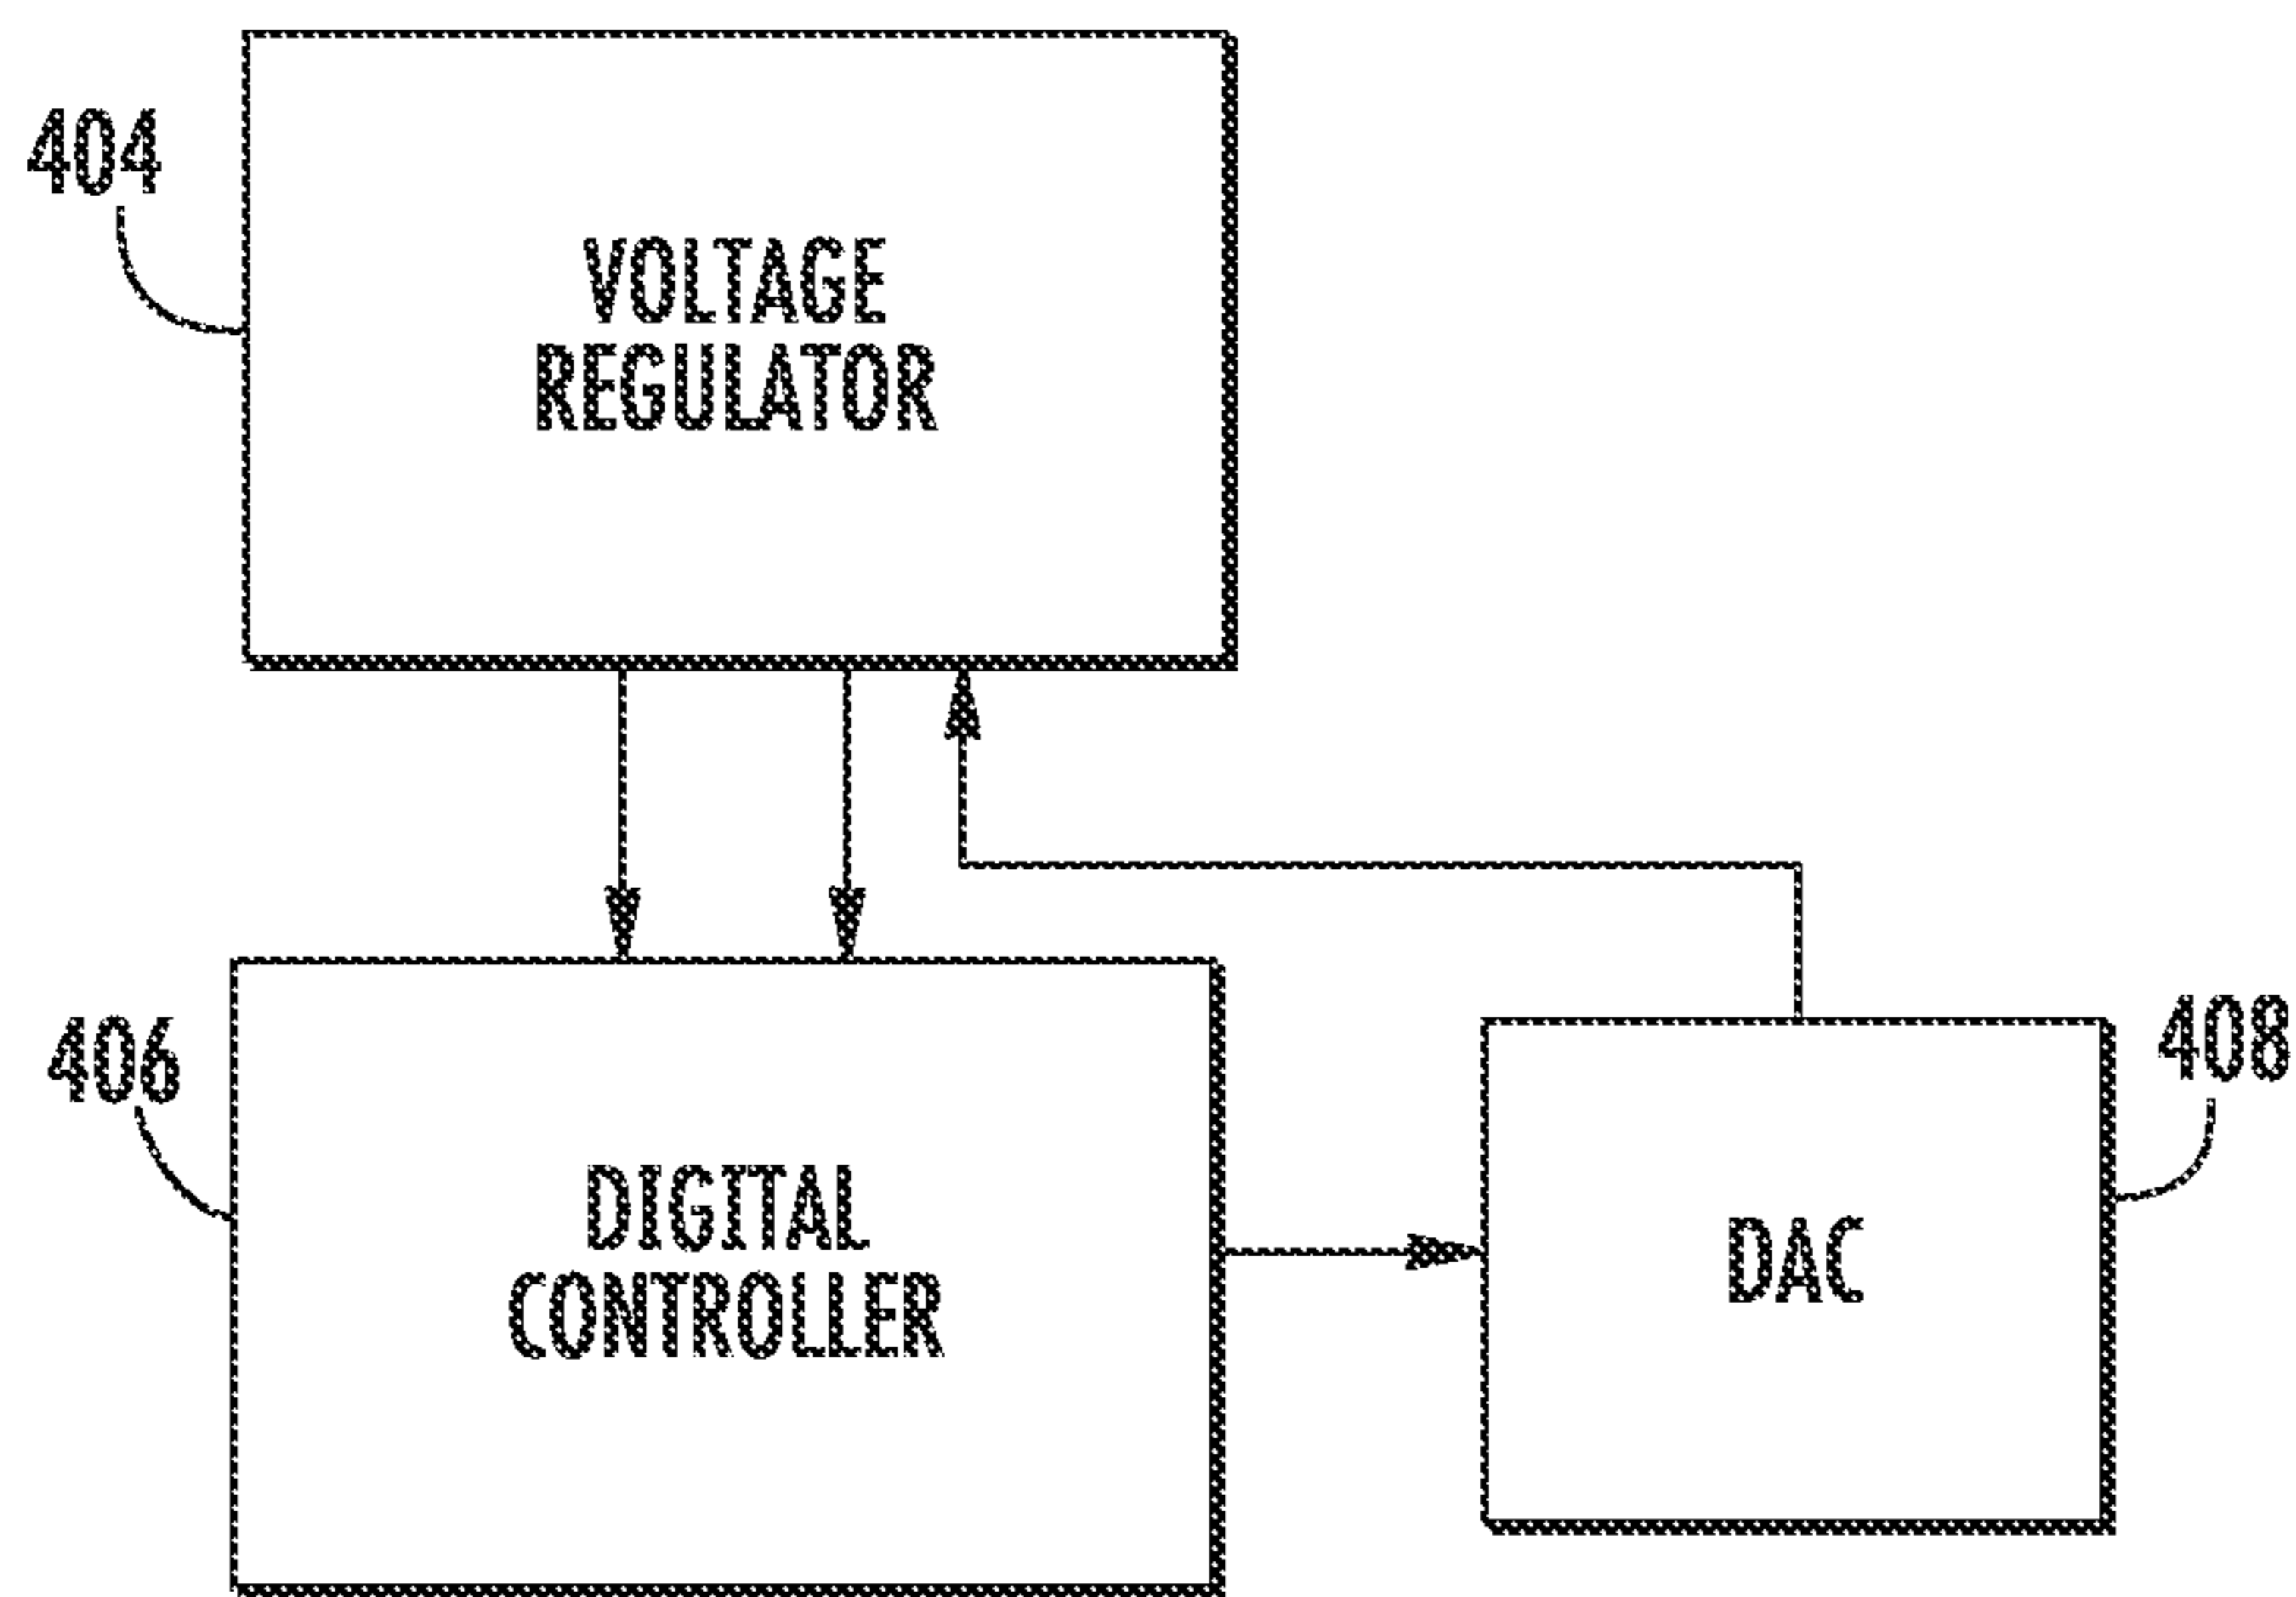 404
VOLTAGE
REGULATOR
406
DIGITAL
CONTROLLER
DAC
408